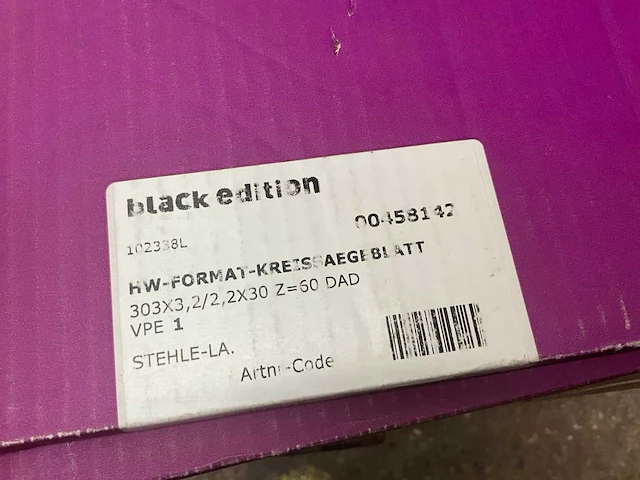 black edition
00458142
102338L
HW-FORMAT-KREISSAEGEBLATT
303X3,2/2,2X30 Z=60 DAD
VPE 1
STEHLE-LA.
Artnr-Code